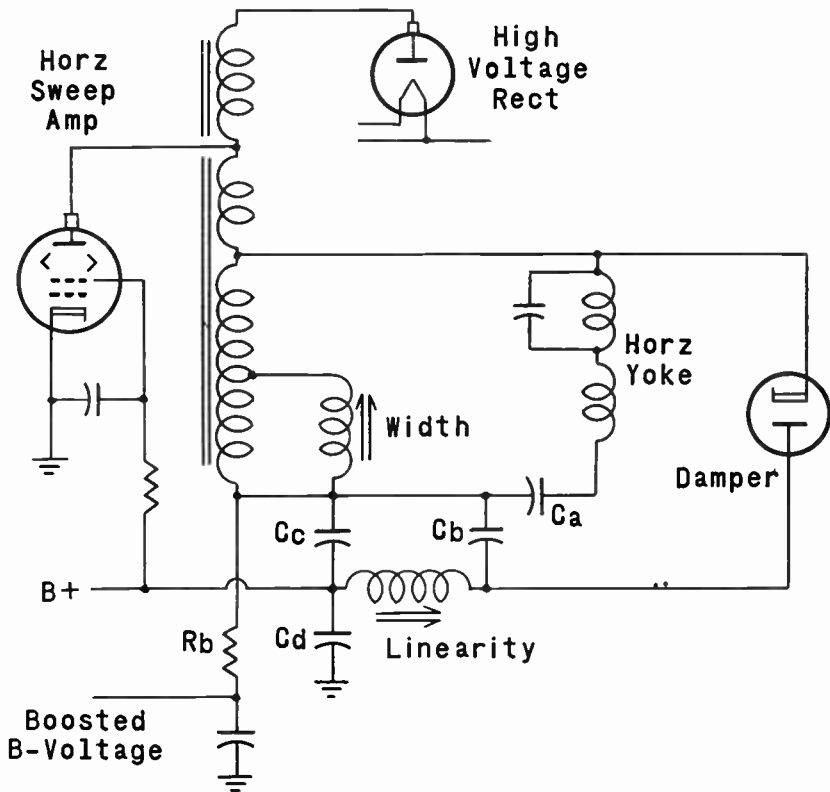 High
Voltage
Rect
Horz
Sweep
Amp
Horz
Yoke
Width
Damper
Ca
Cb
Cc
B+
Rb
Cd
Linearity
Boosted
B-Voltage